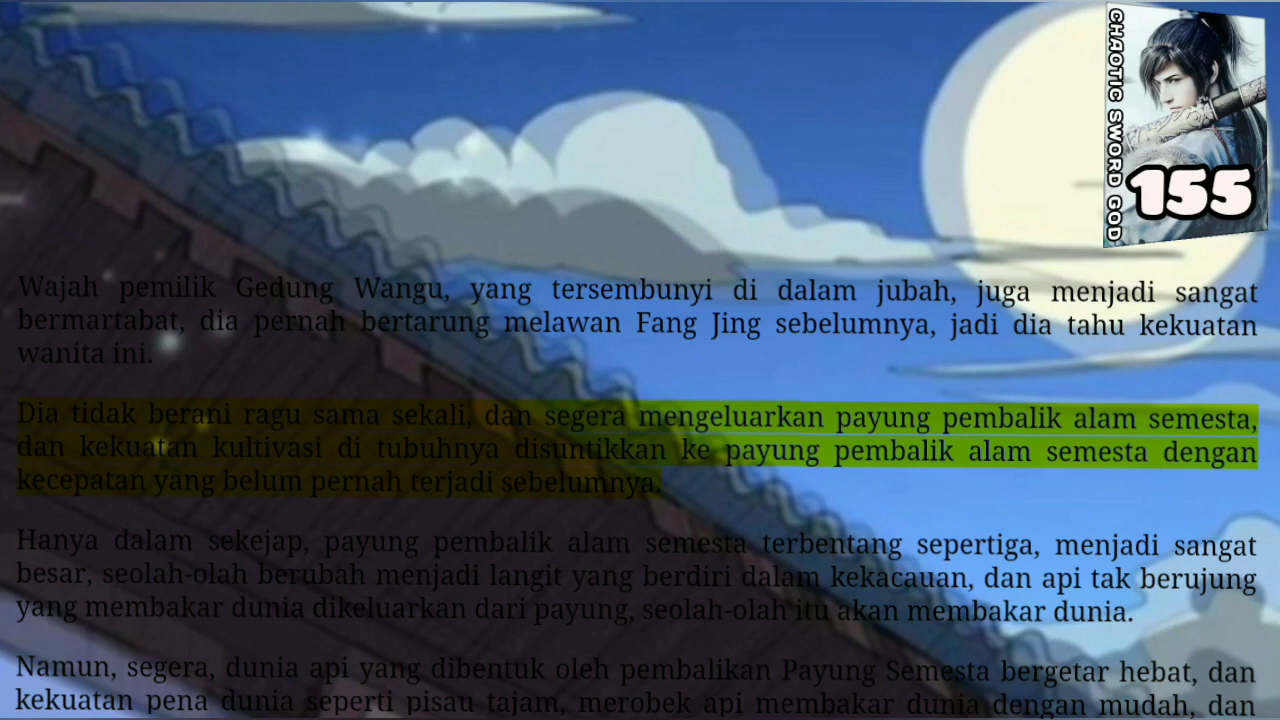 CHAOTIC SWORD GOD
155
Wajah pemilik Gedung Wangu, yang tersembunyi di dalam jubah, juga menjadi sangat
bermartabat, dia pernah bertarung melawan Fang Jing sebelumnya, jadi dia tahu kekuatan
wanita ini.
Dia tidak berani ragu sama sekali, dan segera mengeluarkan payung pembalik alam semesta,
dan kekuatan kultivasi di tubuhnya disuntikkan ke payung pembalik alam semesta dengan
kecepatan yang belum pernah terjadi sebelumnya.
Hanya dalam sekejap, payung pembalik alam semesta terbentang sepertiga, menjadi sangat
besar, seolah-olah berubah menjadi langit yang berdiri dalam kekacauan, dan api tak berujung
yang membakar dunia dikeluarkan dari payung, seolah-olah itu akan membakar dunia.
Namun, segera, dunia api yang dibentuk oleh pembalikan Payung Semesta bergetar hebat, dan
kekuatan pena dunia seperti pisau tajam, merobek api membakar dunia dengan mudah, dan